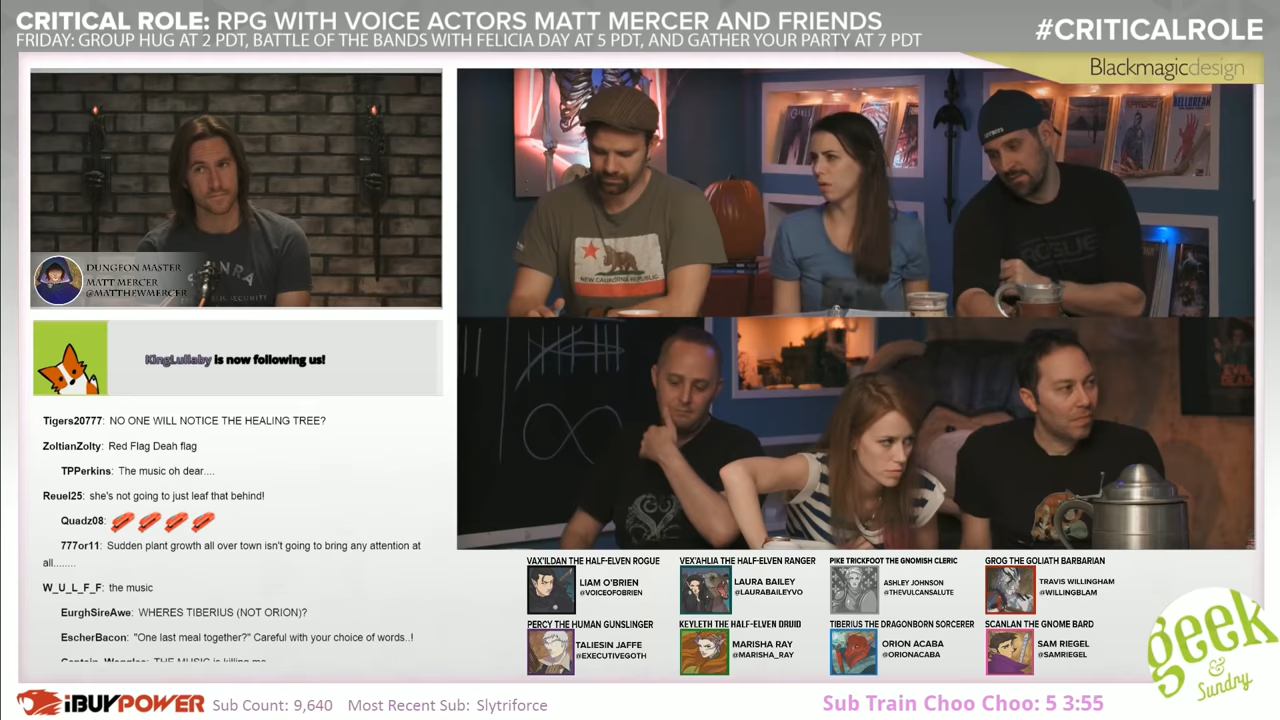 CRITICAL ROLE: RPG WITH VOICE ACTORS MATT MERCER AND FRIENDS
FRIDAY: GROUP HUG AT 2 PDT, BATTLE OF THE BANDS WITH FELICIA DAY AT 5 PDT, AND GATHER YOUR PARTY AT 7 PDT
#CRITICALROLE
Blackmagicdesign
DUNGEON MASTER
MATT MERCER
@MATTHEWMERCER
NEW CALIFORNIA REPUBLIC
ROGUE
KingLullaby is now following us!
Tigers20777: NO ONE WILL NOTICE THE HEALING TREE?
ZoltianZolty: Red Flag Deah flag
TPPerkins: The music oh dear....
Reuel25: she's not going to just leaf that behind!
Quadz08:
777or11: Sudden plant growth all over town isn't going to bring any attention at
all........
W_U_L_F_F: the music
EurghSireAwe: WHERES TIBERIUS (NOT ORION)?
EscherBacon: "One last meal together?" Careful with your choice of words..!
VAX'ILDAN THE HALF-ELVEN ROGUE
LIAM O'BRIEN
@VOICEOFOBRIEN
VEX'AHLIA THE HALF-ELVEN RANGER
LAURA BAILEY
@LAURABAILEYVO
PIKE TRICKFOOT THE GNOMISH CLERIC
ASHLEY JOHNSON
@THEVULCANSALUTE
GROG THE GOLIATH BARBARIAN
TRAVIS WILLINGHAM
@WILLINGBLAM
PERCY THE HUMAN GUNSLINGER
TALIESIN JAFFE
@EXECUTIVEGOTH
KEYLETH THE HALF-ELVEN DRUID
MARISHA RAY
@MARISHA_RAY
TIBERIUS THE DRAGONBORN SORCERER
ORION ACABA
@ORIONACABA
SCANLAN THE GNOME BARD
SAM RIEGEL
@SAMRIEGEL
geek
&
Sundry
iBUYPOWER
Sub Count: 9,640 Most Recent Sub: Slytriforce
Sub Train Choo Choo: 5 3:55